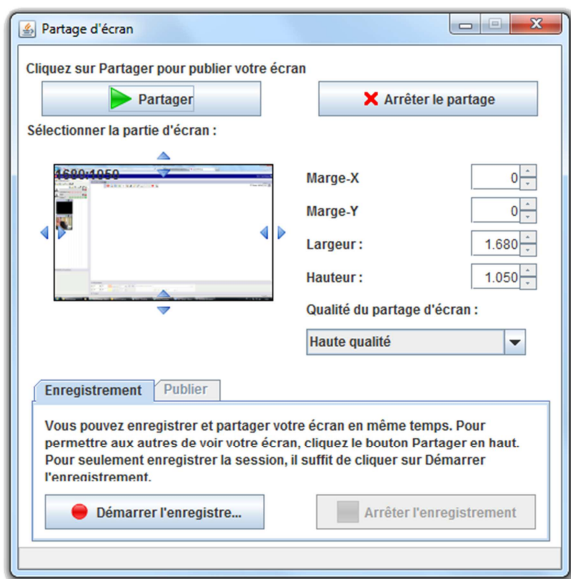 Partage d'écran
Cliquez sur Partager pour publier votre écran
Partager
Arrêter le partage
Sélectionner la partie d'écran :
1680:1050
Marge-X
0
Marge-Y
0
Largeur :
1.680
Hauteur :
1.050
Qualité du partage d'écran :
Haute qualité
Enregistrement
Publier
Vous pouvez enregistrer et partager votre écran en même temps. Pour
permettre aux autres de voir votre écran, cliquez le bouton Partager en haut.
Pour seulement enregistrer la session, il suffit de cliquer sur Démarrer
l'enregistrement.
Démarrer l'enregistre...
Arrêter l'enregistrement